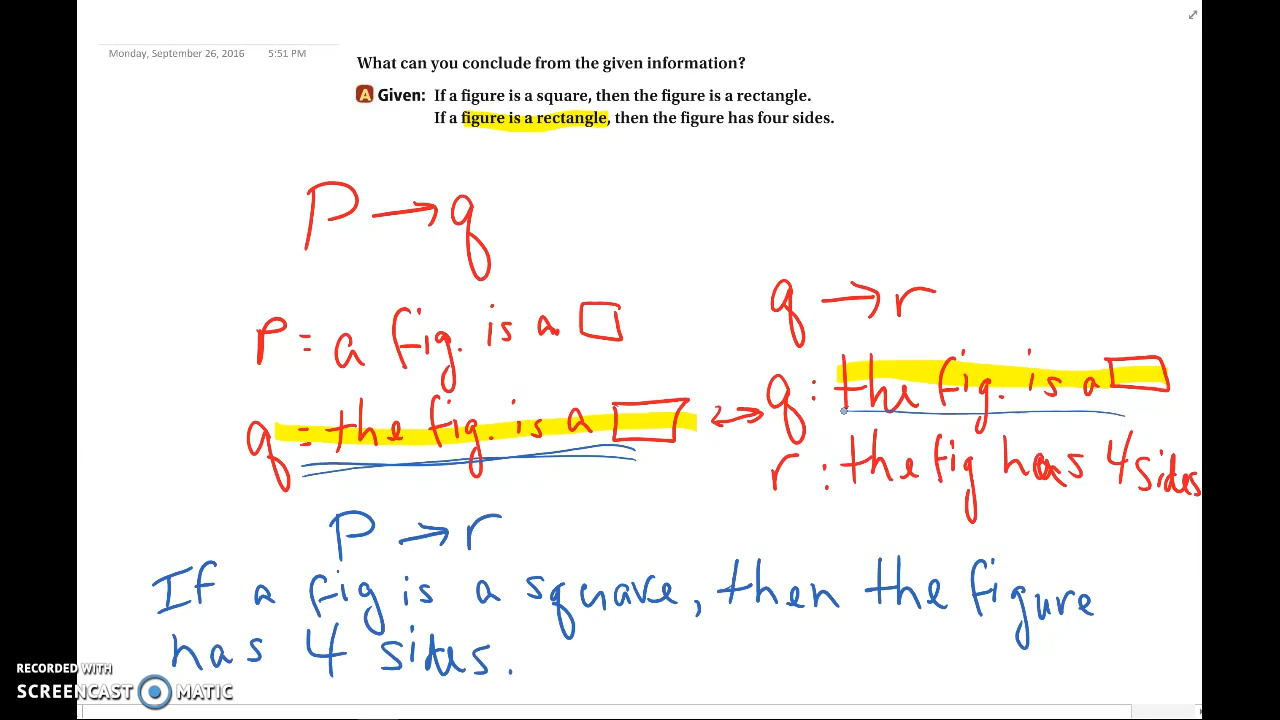 Monday, September 26, 2016 5:51 PM
What can you conclude from the given information?
A Given: If a figure is a square, then the figure is a rectangle.
If a figure is a rectangle, then the figure has four sides.
P → q
q → r
P = a fig. is a
q = the fig. is a
q : the fig. is a
r : the fig has 4 sides
P → r
If a fig is a square, then the figure
has 4 sides.
RECORDED WITH
SCREENCAST MATIC